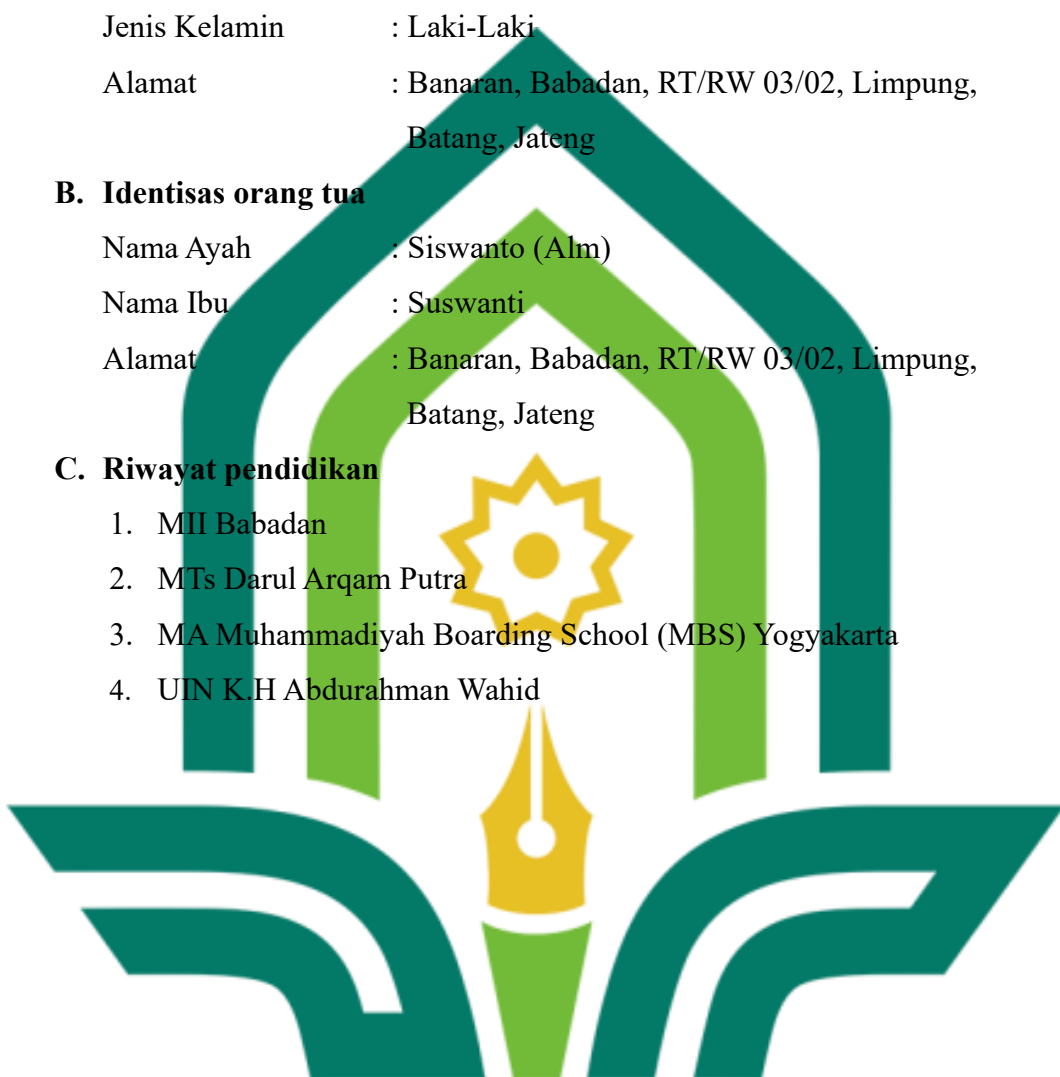 Jenis Kelamin : Laki-Laki
Alamat : Banaran, Babadan, RT/RW 03/02, Limpung,
Batang, Jateng
B. Identisas orang tua
Nama Ayah : Siswanto (Alm)
Nama Ibu : Suswanti
Alamat : Banaran, Babadan, RT/RW 03/02, Limpung,
Batang, Jateng
C. Riwayat pendidikan
1. MII Babadan
2. MTs Darul Arqam Putra
3. MA Muhammadiyah Boarding School (MBS) Yogyakarta
4. UIN K.H Abdurahman Wahid